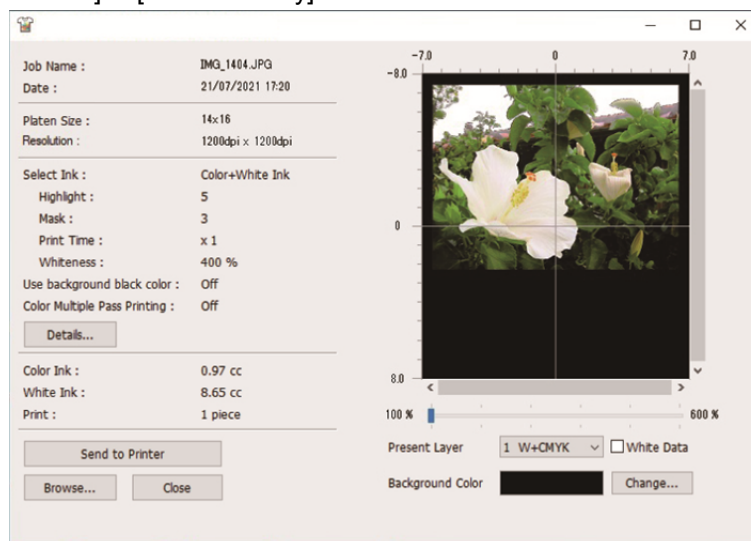 Job Name : IMG_1404.JPG
Date : 21/07/2021 17:20
Platen Size : 14x16
Resolution : 1200dpi x 1200dpi
Select Ink : Color+White Ink
Highlight : 5
Mask : 3
Print Time : x 1
Whiteness : 400 %
Use background black color : Off
Color Multiple Pass Printing : Off
Details...
Color Ink : 0.97 cc
White Ink : 8.65 cc
Print : 1 piece
Send to Printer
Browse... Close
-7.0 0 7.0
-8.0
0
8.0
100 % 600 %
Present Layer 1 W+CMYK White Data
Background Color Change...